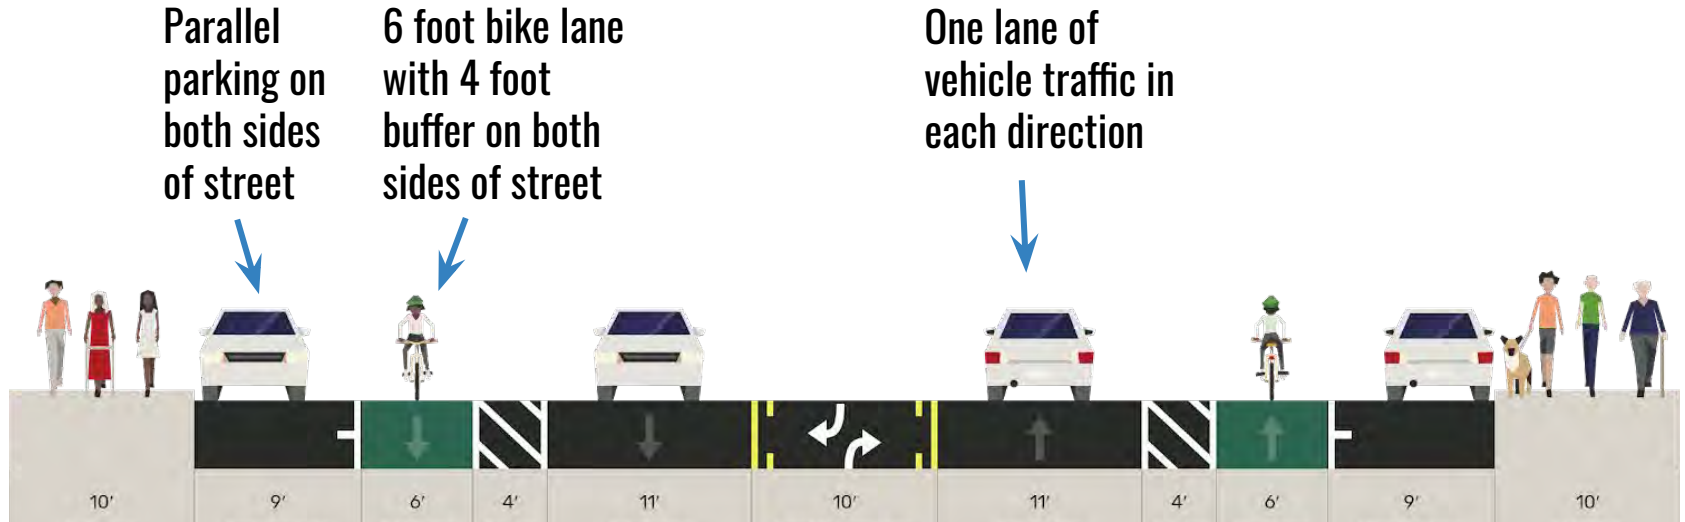 Parallel
parking on
both sides
of street
6 foot bike lane
with 4 foot
buffer on both
sides of street
One lane of
vehicle traffic in
each direction
10' 9' 6' 4' 11' 10' 11' 4' 6' 9' 10'